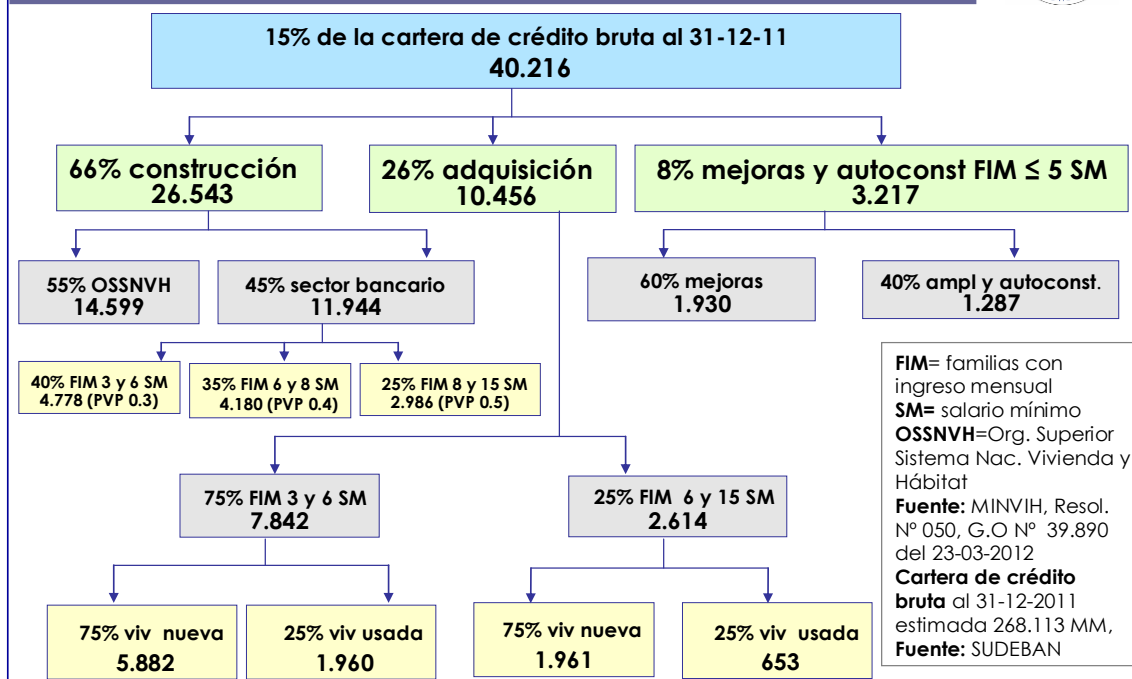 15% de la cartera de crédito bruta al 31-12-11
40.216
66% construcción
26.543
26% adquisición
10.456
8% mejoras y autoconst FIM ≤ 5 SM
3.217
55% OSSNVH
14.599
45% sector bancario
11.944
60% mejoras
1.930
40% ampl y autoconst.
1.287
40% FIM 3 y 6 SM
4.778 (PVP 0.3)
35% FIM 6 y 8 SM
4.180 (PVP 0.4)
25% FIM 8 y 15 SM
2.986 (PVP 0.5)
75% FIM 3 y 6 SM
7.842
25% FIM 6 y 15 SM
2.614
75% viv nueva
5.882
25% viv usada
1.960
75% viv nueva
1.961
25% viv usada
653
FIM= familias con
ingreso mensual
SM= salario mínimo
OSSNVH=Org. Superior
Sistema Nac. Vivienda y
Hábitat
Fuente: MINVIH, Resol.
Nº 050, G.O Nº 39.890
del 23-03-2012
Cartera de crédito
bruta al 31-12-2011
estimada 268.113 MM,
Fuente: SUDEBAN